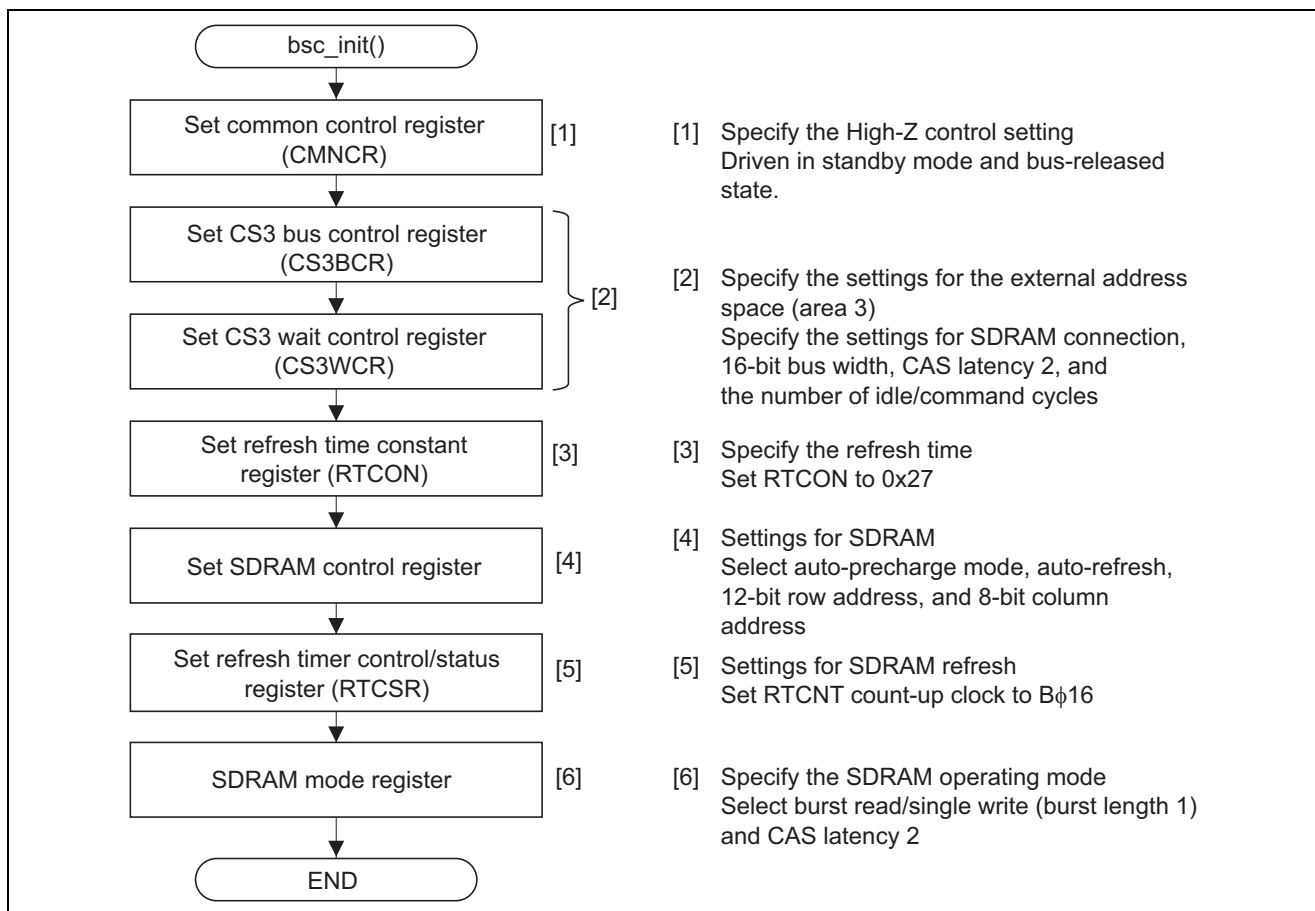 bsc_init()
Set common control register
(CMNCR)
[1]
Set CS3 bus control register
(CS3BCR)
Set CS3 wait control register
(CS3WCR)
[2]
Set refresh time constant
register (RTCON)
[3]
Set SDRAM control register
[4]
Set refresh timer control/status
register (RTCSR)
[5]
SDRAM mode register
[6]
END
[1] Specify the High-Z control setting
Driven in standby mode and bus-released
state.
[2] Specify the settings for the external address
space (area 3)
Specify the settings for SDRAM connection,
16-bit bus width, CAS latency 2, and
the number of idle/command cycles
[3] Specify the refresh time
Set RTCON to 0x27
[4] Settings for SDRAM
Select auto-precharge mode, auto-refresh,
12-bit row address, and 8-bit column
address
[5] Settings for SDRAM refresh
Set RTCNT count-up clock to Bϕ16
[6] Specify the SDRAM operating mode
Select burst read/single write (burst length 1)
and CAS latency 2